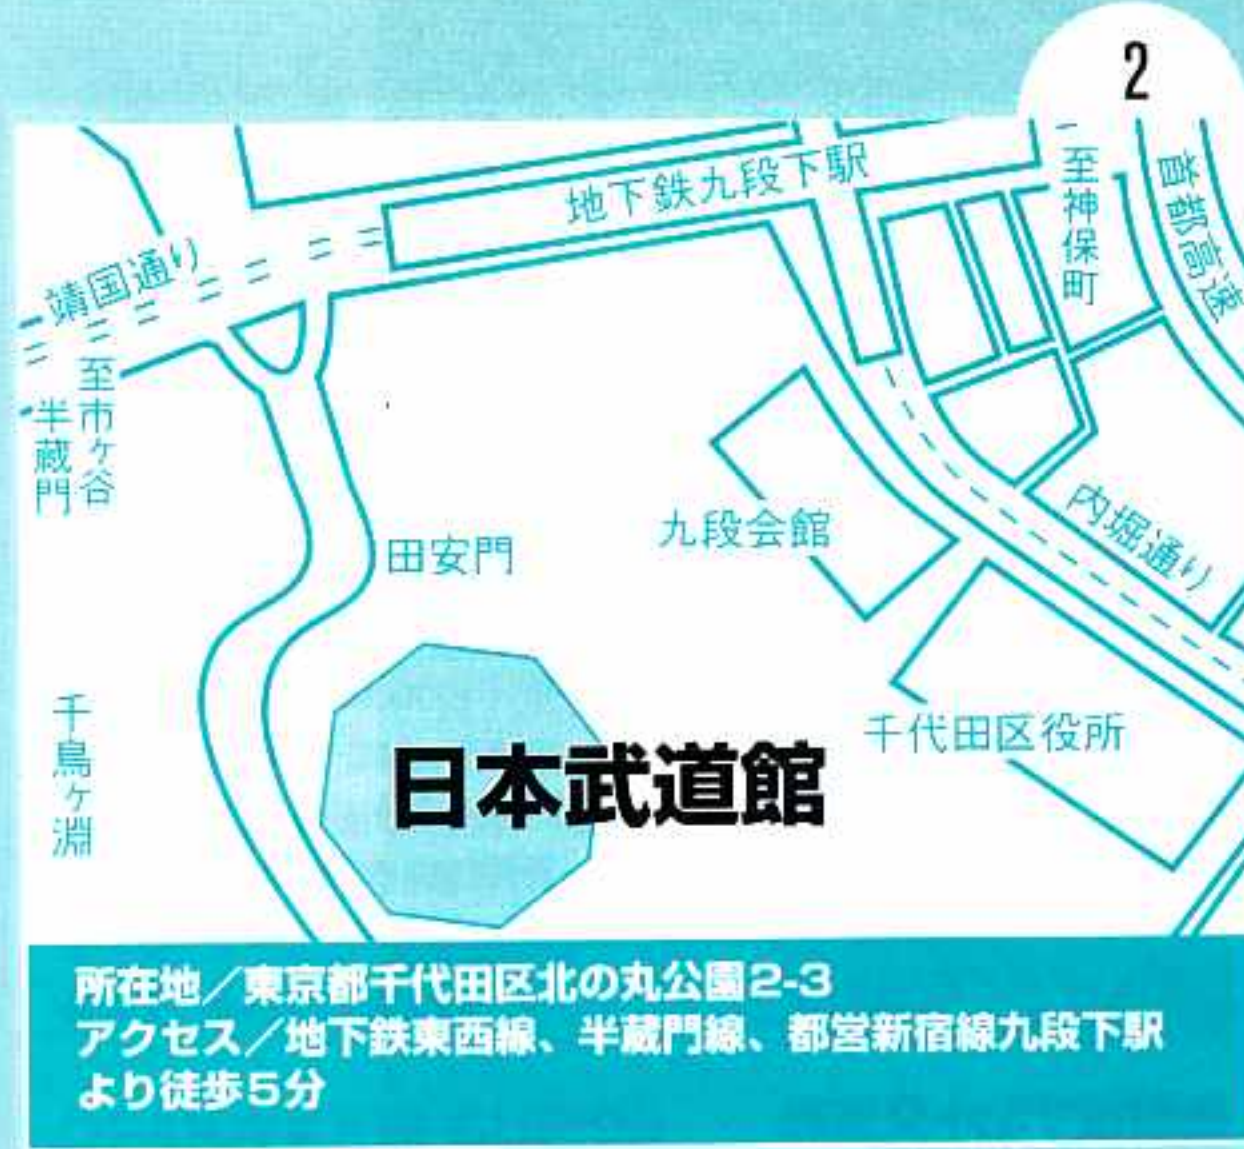 2
地下鉄九段下駅
至神保町
首都高速
靖国通り
至市ヶ谷
半蔵門
田安門
九段会館
内堀通り
千鳥ヶ淵
千代田区役所
日本武道館
所在地／東京都千代田区北の丸公園2-3
アクセス／地下鉄東西線、半蔵門線、都営新宿線九段下駅
より徒歩5分